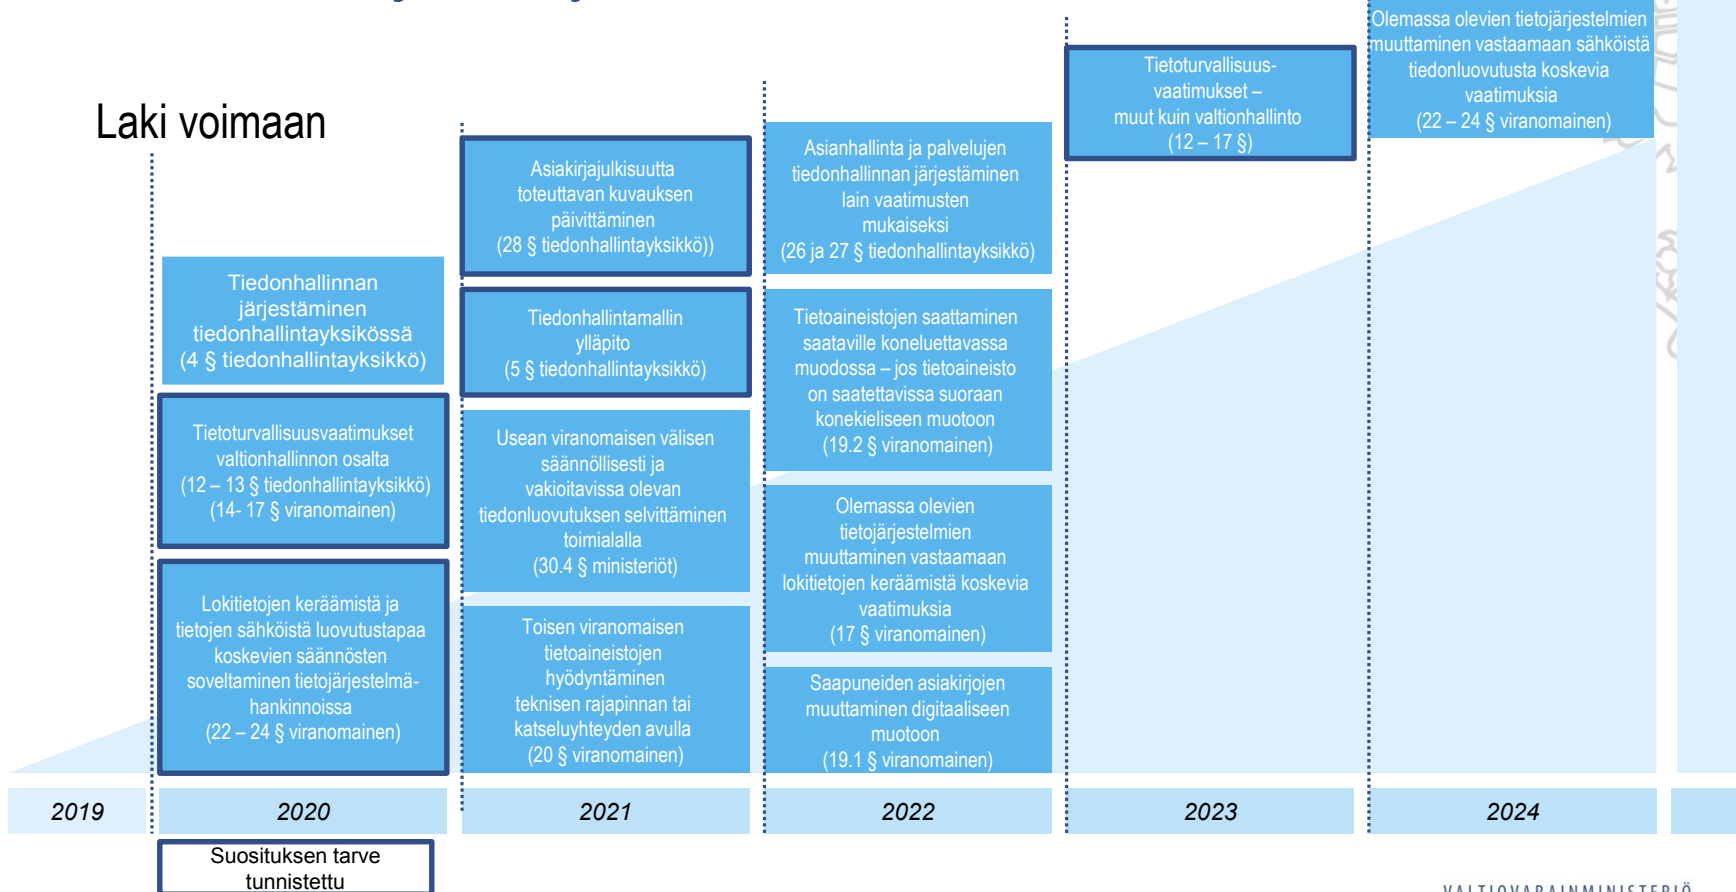 Laki voimaan
Tiedonhallinnan
järjestäminen
tiedonhallintayksikössä
(4 § tiedonhallintayksikkö)
Tietoturvallisuusvaatimukset
valtionhallinnon osalta
(12 – 13 § tiedonhallintayksikkö)
(14- 17 § viranomainen)
Lokitietojen keräämistä ja
tietojen sähköistä luovutustapaa
koskevien säännösten
soveltaminen tietojärjestelmä-
hankinnoissa
(22 – 24 § viranomainen)
Asiakirjajulkisuutta
toteuttavan kuvauksen
päivittäminen
(28 § tiedonhallintayksikkö))
Tiedonhallintamallin
ylläpito
(5 § tiedonhallintayksikkö)
Usean viranomaisen välisen
säännöllisesti ja
vakioitavissa olevan
tiedonluovutuksen selvittäminen
toimialalla
(30.4 § ministeriöt)
Toisen viranomaisen
tietoaineistojen
hyödyntäminen
teknisen rajapinnan tai
katseluyhteyden avulla
(20 § viranomainen)
Asianhallinta ja palvelujen
tiedonhallinnan järjestäminen
lain vaatimusten
mukaiseksi
(26 ja 27 § tiedonhallintayksikkö)
Tietoaineistojen saattaminen
saataville koneluettavassa
muodossa – jos tietoaineisto
on saatettavissa suoraan
konekieliseen muotoon
(19.2 § viranomainen)
Olemassa olevien
tietojärjestelmien
muuttaminen vastaamaan
lokitietojen keräämistä koskevia
vaatimuksia
(17 § viranomainen)
Saapuneiden asiakirjojen
muuttaminen digitaaliseen
muotoon
(19.1 § viranomainen)
Tietoturvallisuus-
vaatimukset –
muut kuin valtionhallinto
(12 – 17 §)
Olemassa olevien tietojärjestelmien
muuttaminen vastaamaan sähköistä
tiedonluovutusta koskevia
vaatimuksia
(22 – 24 § viranomainen)
2019
2020
2021
2022
2023
2024
Suosituksen tarve
tunnistettu
VALTIOVARAINMINISTERIÖ